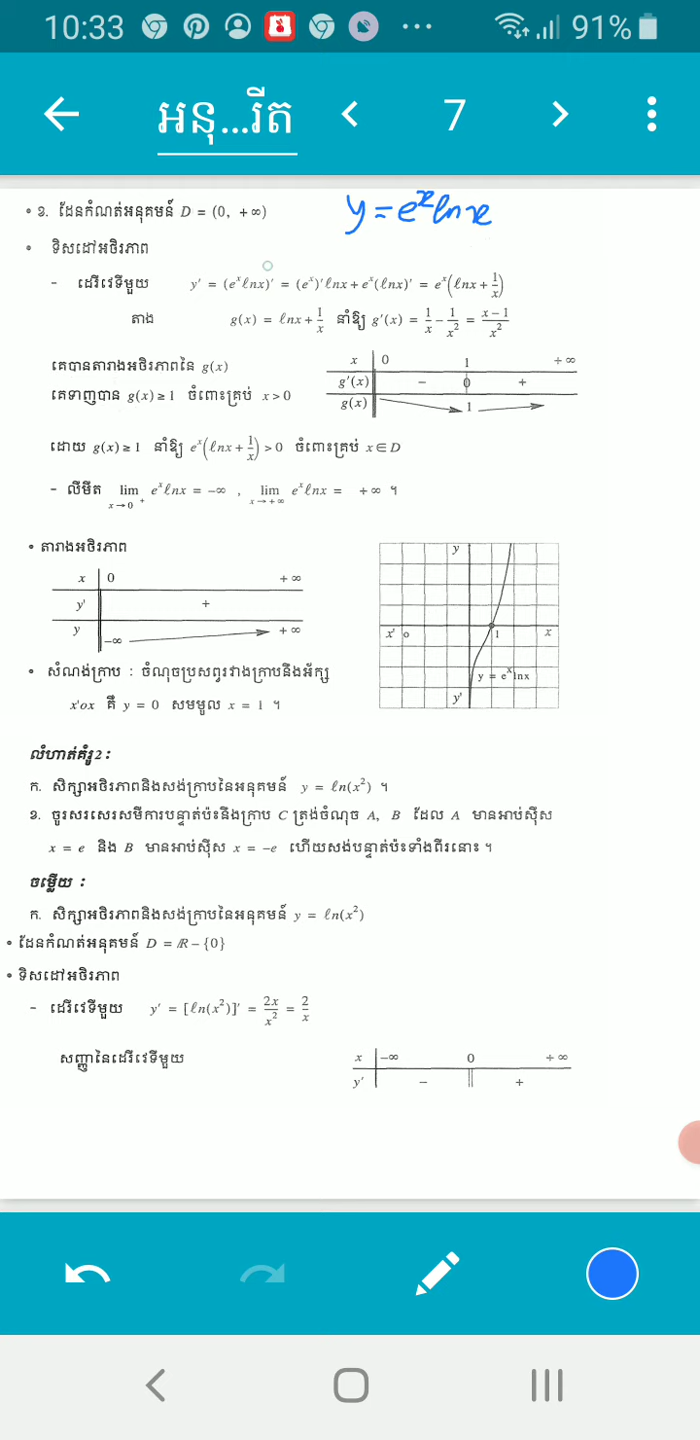 10:33 ... 91%
អនុ...រីត 7
• ខ. ដែនកំណត់អនុគមន៍ D = (0, +∞) y = eˣ ln x
• ទិសដៅអថិរភាព
- ដេរីវេទីមួយ y' = (eˣℓnx)' = (eˣ)'ℓnx + eˣ(ℓnx)' = eˣ(ℓnx + 1/x)
តាង g(x) = ℓnx + 1/x នាំឱ្យ g'(x) = 1/x − 1/x² = (x−1)/x²
គេបានតារាងអថិរភាពនៃ g(x)
គេទាញបាន g(x) ≥ 1 ចំពោះគ្រប់ x > 0
x 0 1 +∞
g'(x) − 0 +
g(x) 1
ដោយ g(x) ≥ 1 នាំឱ្យ eˣ(ℓnx + 1/x) > 0 ចំពោះគ្រប់ x ∈ D
- លីមីត lim x→0⁺ eˣℓnx = −∞ , lim x→+∞ eˣℓnx = +∞ ។
• តារាងអថិរភាព
x 0 +∞
y' +
y −∞ +∞
y
x' o 1 x
y = eˣlnx
y'
• សំណង់ក្រាប : ចំណុចប្រសព្វរវាងក្រាបនឹងអ័ក្ស
x'ox គឺ y = 0 សមមូល x = 1 ។
លំហាត់គំរូ2 :
ក. សិក្សាអថិរភាពនិងសង់ក្រាបនៃអនុគមន៍ y = ℓn(x²) ។
ខ. ចូរសរសេរសមីការបន្ទាត់ប៉ះនឹងក្រាប C ត្រង់ចំណុច A, B ដែល A មានអាប់ស៊ីស
x = e និង B មានអាប់ស៊ីស x = −e ហើយសង់បន្ទាត់ប៉ះទាំងពីរនោះ ។
ចម្លើយ :
ក. សិក្សាអថិរភាពនិងសង់ក្រាបនៃអនុគមន៍ y = ℓn(x²)
• ដែនកំណត់អនុគមន៍ D = IR − {0}
• ទិសដៅអថិរភាព
- ដេរីវេទីមួយ y' = [ℓn(x²)]' = 2x/x² = 2/x
សញ្ញានៃដេរីវេទីមួយ
x −∞ 0 +∞
y' − +